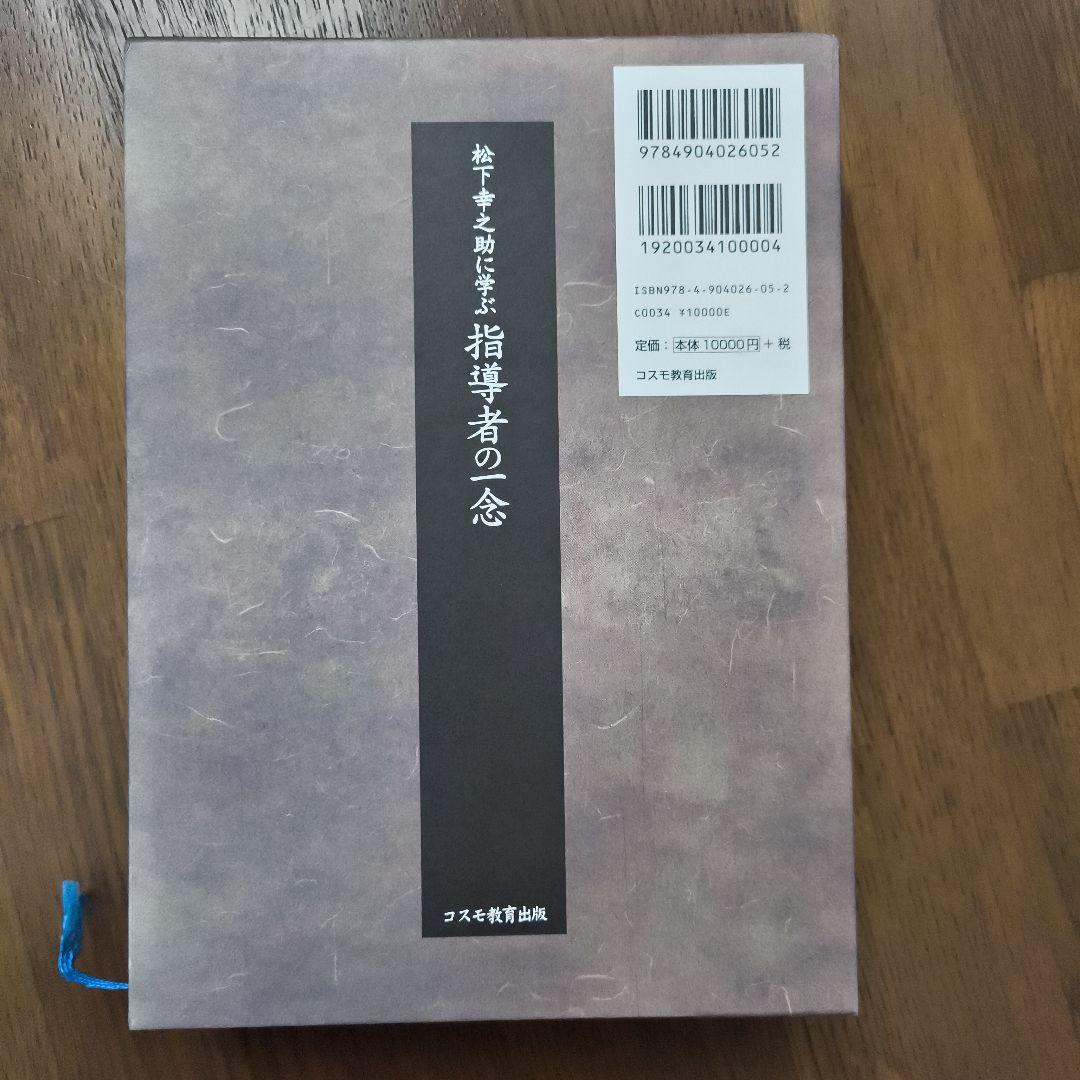 松下幸之助に学ぶ 指導者の一念
コスモ教育出版
9784904026052
1920034100004
ISBN978-4-904026-05-2
C0034 ¥10000E
定価：本体10000円＋税
コスモ教育出版